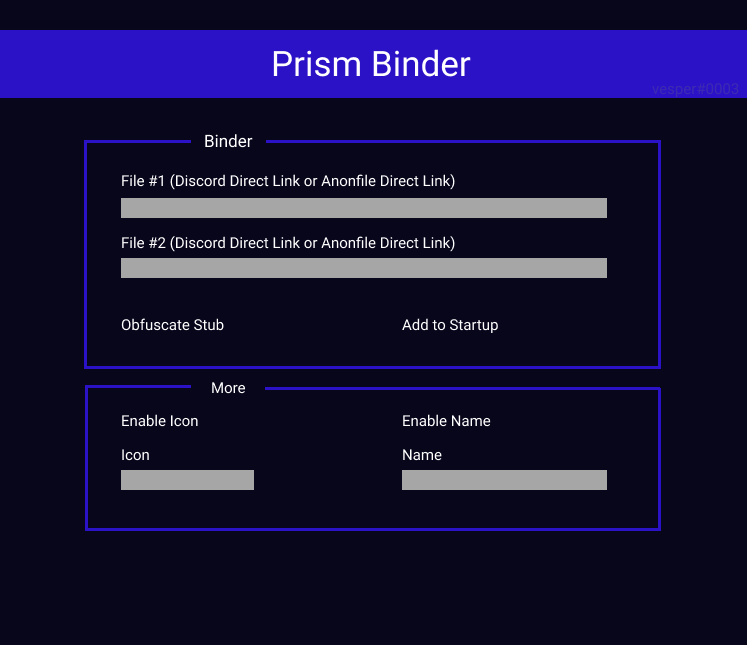 Prism Binder
vesper#0003
Binder
File #1 (Discord Direct Link or Anonfile Direct Link)
File #2 (Discord Direct Link or Anonfile Direct Link)
Obfuscate Stub Add to Startup
More
Enable Icon Enable Name
Icon Name